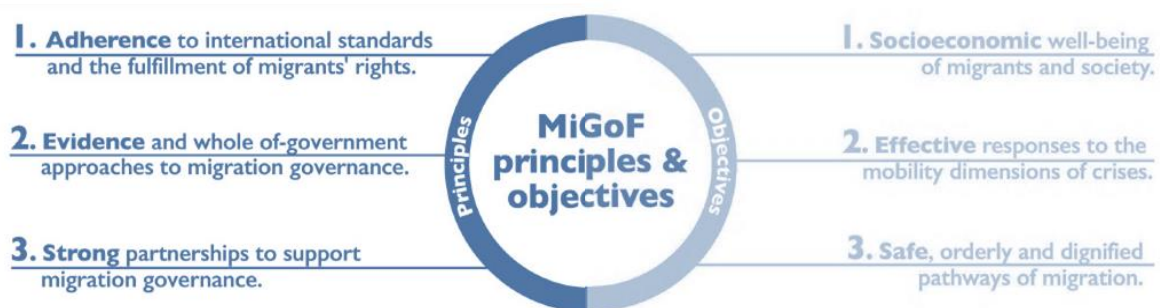 1. Adherence to international standards
and the fulfillment of migrants' rights.
2. Evidence and whole of-government
approaches to migration governance.
3. Strong partnerships to support
migration governance.
Principles
MiGoF
principles &
objectives
Objectives
1. Socioeconomic well-being
of migrants and society.
2. Effective responses to the
mobility dimensions of crises.
3. Safe, orderly and dignified
pathways of migration.